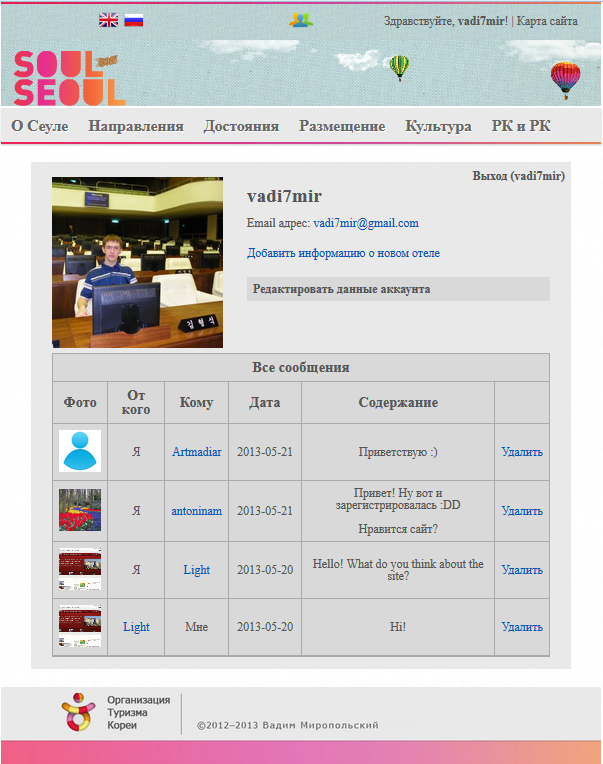 Здравствуйте, vadi7mir! | Карта сайта
SOUL
SEOUL
О Сеуле Направления Достояния Размещение Культура РК и РК
Выход (vadi7mir)
vadi7mir
Email адрес: vadi7mir@gmail.com
Добавить информацию о новом отеле
Редактировать данные аккаунта
김형식
Все сообщения
Фото От кого Кому Дата Содержание
Я Artmadiar 2013-05-21 Приветствую :) Удалить
Я antoninam 2013-05-21 Привет! Ну вот и
зарегистрировалась :DD
Нравится сайт? Удалить
Я Light 2013-05-20 Hello! What do you think about the
site? Удалить
Light Мне 2013-05-20 Hi! Удалить
Организация
Туризма
Кореи
©2012–2013 Вадим Миропольский